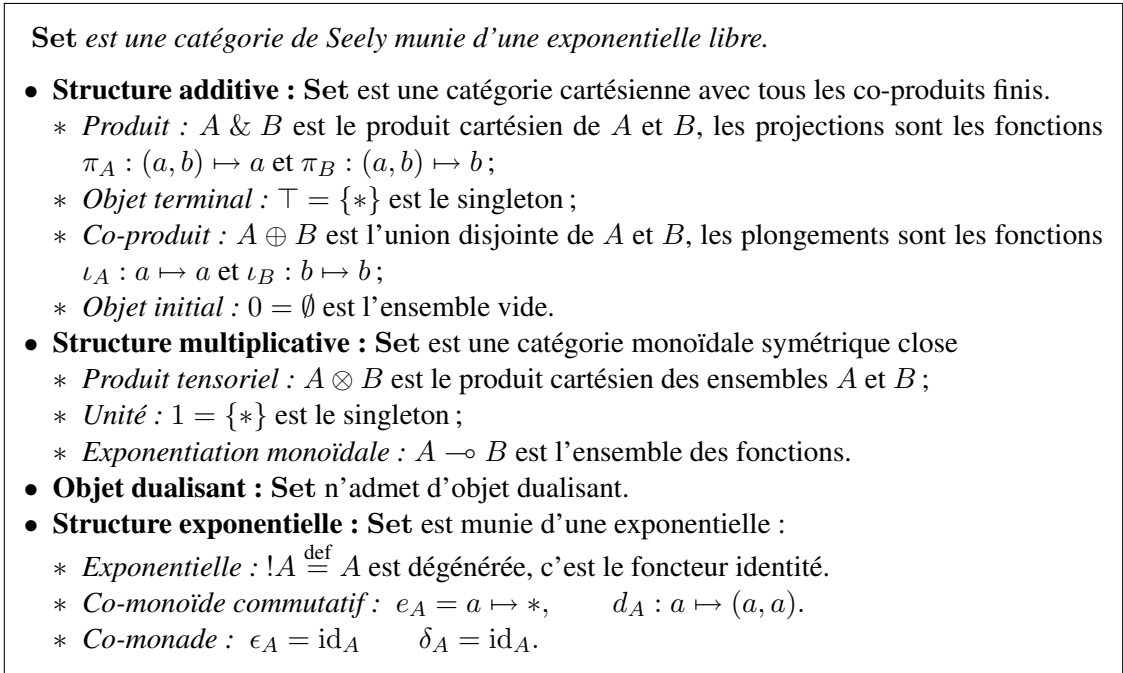 Set est une catégorie de Seely munie d'une exponentielle libre.
• Structure additive : Set est une catégorie cartésienne avec tous les co-produits finis.
∗ Produit : A & B est le produit cartésien de A et B, les projections sont les fonctions
π_A : (a, b) ↦ a et π_B : (a, b) ↦ b ;
∗ Objet terminal : ⊤ = {∗} est le singleton ;
∗ Co-produit : A ⊕ B est l'union disjointe de A et B, les plongements sont les fonctions
ι_A : a ↦ a et ι_B : b ↦ b ;
∗ Objet initial : 0 = ∅ est l'ensemble vide.
• Structure multiplicative : Set est une catégorie monoïdale symétrique close
∗ Produit tensoriel : A ⊗ B est le produit cartésien des ensembles A et B ;
∗ Unité : 1 = {∗} est le singleton ;
∗ Exponentiation monoïdale : A ⊸ B est l'ensemble des fonctions.
• Objet dualisant : Set n'admet d'objet dualisant.
• Structure exponentielle : Set est munie d'une exponentielle :
∗ Exponentielle : !A def= A est dégénérée, c'est le foncteur identité.
∗ Co-monoïde commutatif : e_A = a ↦ ∗, d_A : a ↦ (a, a).
∗ Co-monade : ϵ_A = id_A δ_A = id_A.